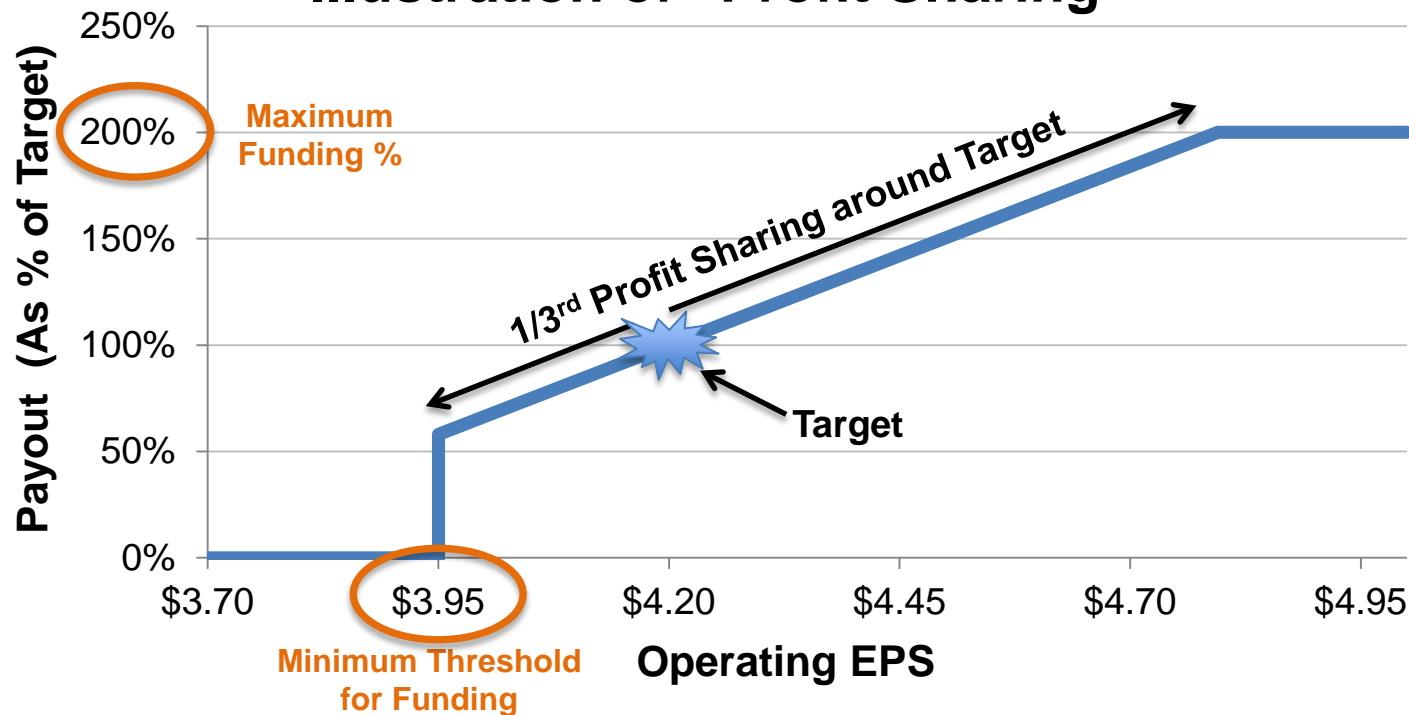 250%
200%
150%
100%
50%
0%
Payout (As % of Target)
Maximum
Funding %
1/3rd Profit Sharing around Target
Target
$3.70
$3.95
$4.20
$4.45
$4.70
$4.95
Minimum Threshold
for Funding
Operating EPS